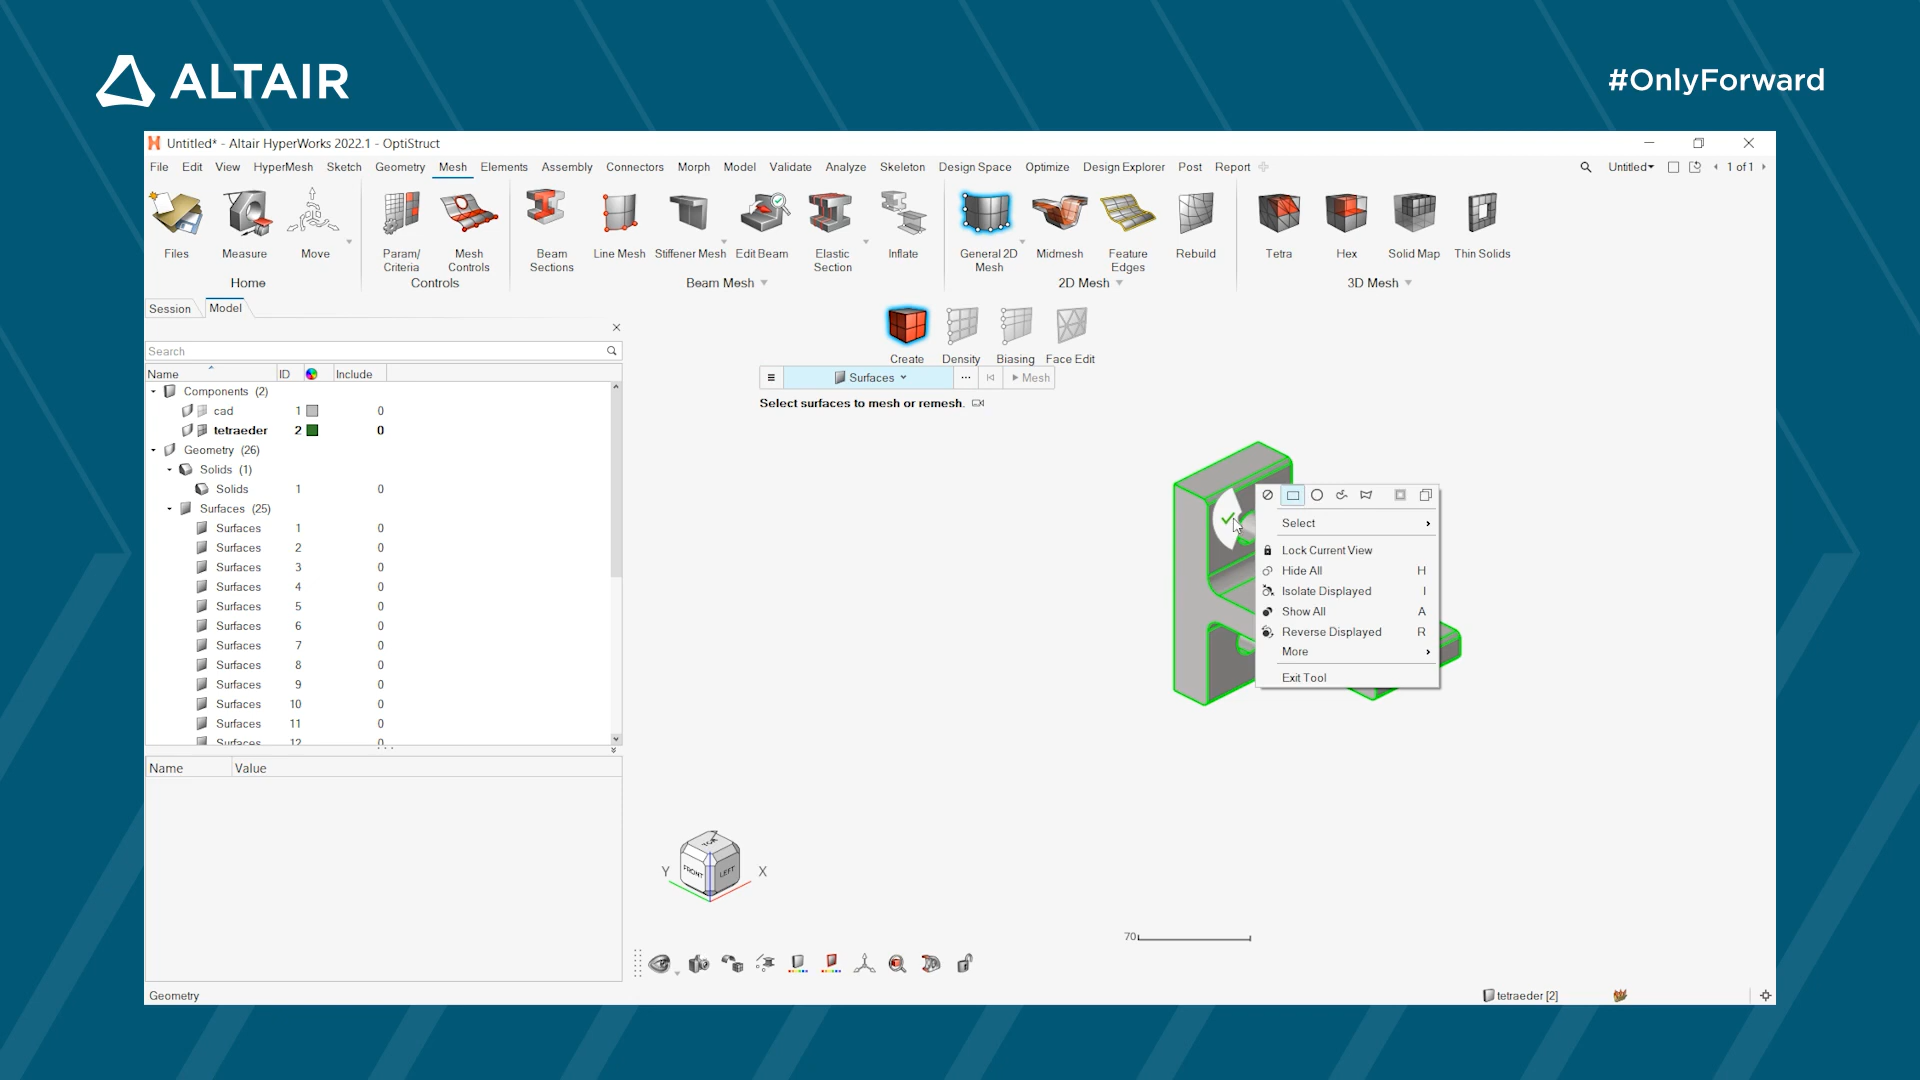 ALTAIR
#OnlyForward
Untitled* - Altair HyperWorks 2022.1 - OptiStruct
File Edit View HyperMesh Sketch Geometry Mesh Elements Assembly Connectors Morph Model Validate Analyze Skeleton Design Space Optimize Design Explorer Post Report Untitled 1 of 1
Files Measure Move Param/ Criteria Mesh Controls Beam Sections Line Mesh Stiffener Mesh Edit Beam Elastic Section Inflate General 2D Mesh Midmesh Feature Edges Rebuild Tetra Hex Solid Map Thin Solids
Home Controls Beam Mesh 2D Mesh 3D Mesh
Session Model
Create Density Biasing Face Edit
Search
Surfaces Mesh
Select surfaces to mesh or remesh.
Name ID Include
Components (2)
cad 1 0
tetraeder 2 0
Geometry (26)
Solids (1)
Solids 1 0
Surfaces (25)
Surfaces 1 0
Surfaces 2 0
Surfaces 3 0
Surfaces 4 0
Surfaces 5 0
Surfaces 6 0
Surfaces 7 0
Surfaces 8 0
Surfaces 9 0
Surfaces 10 0
Surfaces 11 0
Surfaces 12 0
Select
Lock Current View
Hide All H
Isolate Displayed I
Show All A
Reverse Displayed R
More
Exit Tool
Name Value
Z
TOP
FRONT LEFT
Y X
70
Geometry
tetraeder [2]